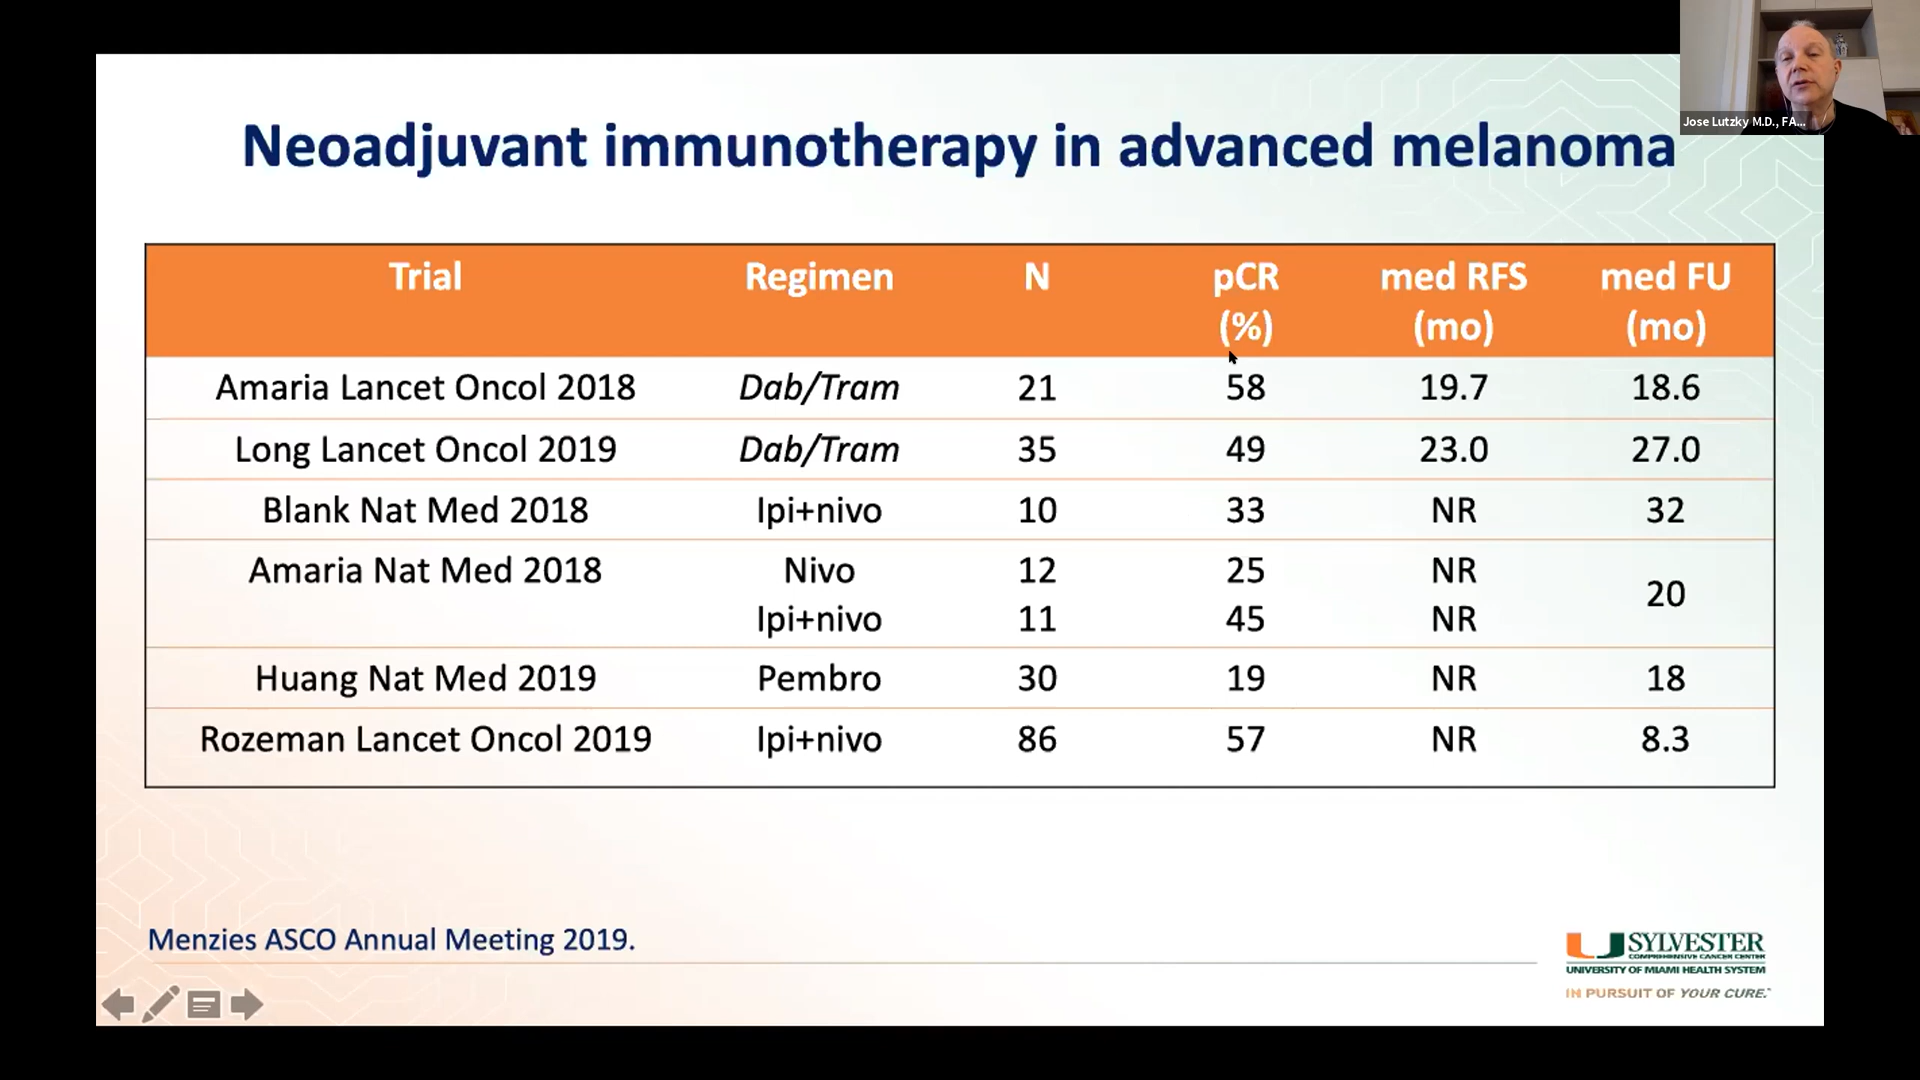 Jose Lutzky M.D., FA...
Neoadjuvant immunotherapy in advanced melanoma
Trial Regimen N pCR (%) med RFS (mo) med FU (mo)
Amaria Lancet Oncol 2018 Dab/Tram 21 58 19.7 18.6
Long Lancet Oncol 2019 Dab/Tram 35 49 23.0 27.0
Blank Nat Med 2018 Ipi+nivo 10 33 NR 32
Amaria Nat Med 2018 Nivo 12 25 NR 20
Ipi+nivo 11 45 NR
Huang Nat Med 2019 Pembro 30 19 NR 18
Rozeman Lancet Oncol 2019 Ipi+nivo 86 57 NR 8.3
Menzies ASCO Annual Meeting 2019.
SYLVESTER
COMPREHENSIVE CANCER CENTER
UNIVERSITY OF MIAMI HEALTH SYSTEM
IN PURSUIT OF YOUR CURE.™